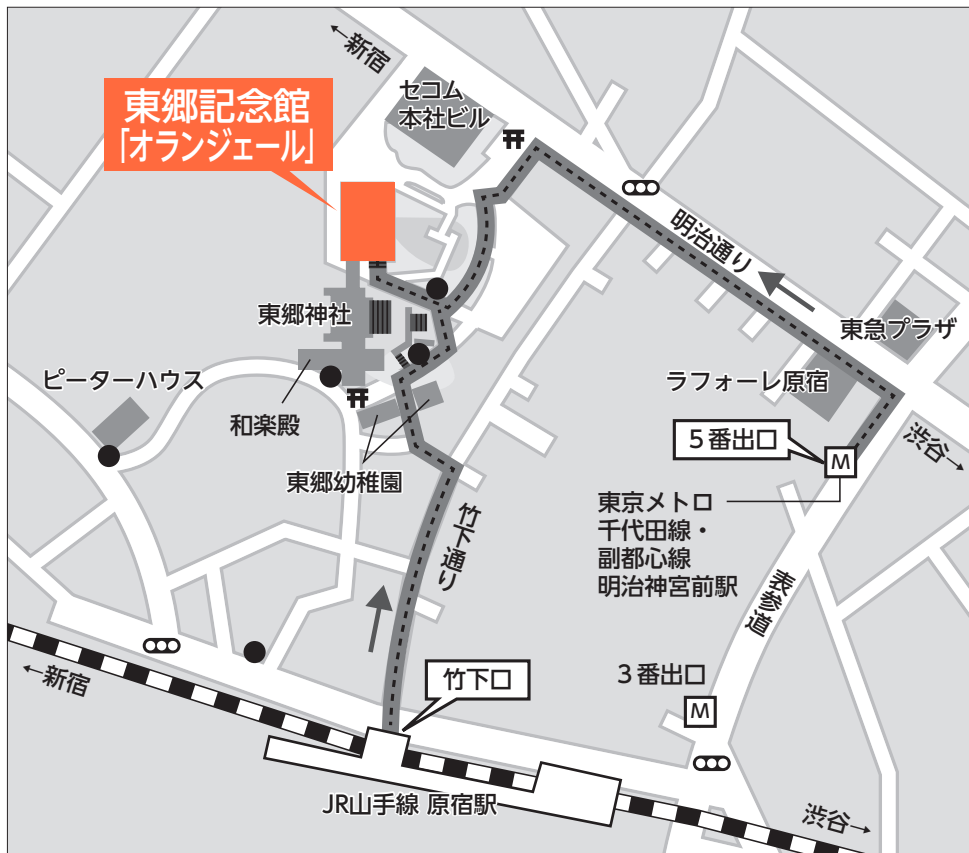 ←新宿
東郷記念館
「オランジェール」
セコム
本社ビル
明治通り
東急プラザ
東郷神社
ラフォーレ原宿
ピーターハウス
和楽殿
5番出口
渋谷→
M
東郷幼稚園
東京メトロ
千代田線・
副都心線
明治神宮前駅
竹下通り
表参道
3番出口
M
←新宿
竹下口
JR山手線 原宿駅
渋谷→